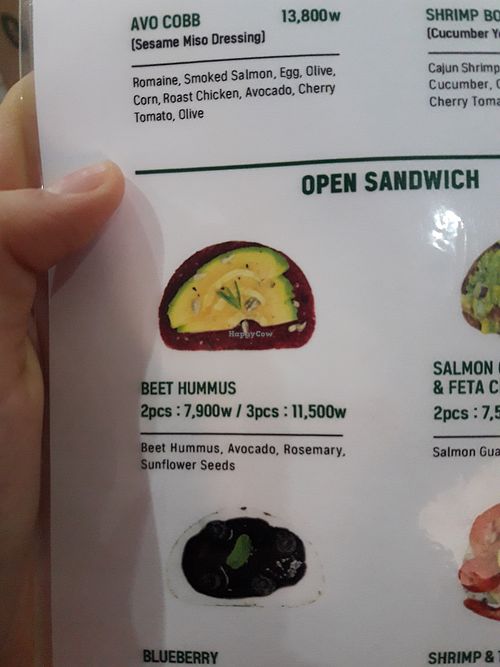 AVO COBB 13,800w
(Sesame Miso Dressing)
Romaine, Smoked Salmon, Egg, Olive,
Corn, Roast Chicken, Avocado, Cherry
Tomato, Olive
SHRIMP BO
(Cucumber Y
Cajun Shrimp
Cucumber,
Cherry Toma
OPEN SANDWICH
HappyCow
BEET HUMMUS
2pcs : 7,900w / 3pcs : 11,500w
Beet Hummus, Avocado, Rosemary,
Sunflower Seeds
SALMON
& FETA C
2pcs : 7,5
Salmon Gua
BLUEBERRY
SHRIMP &